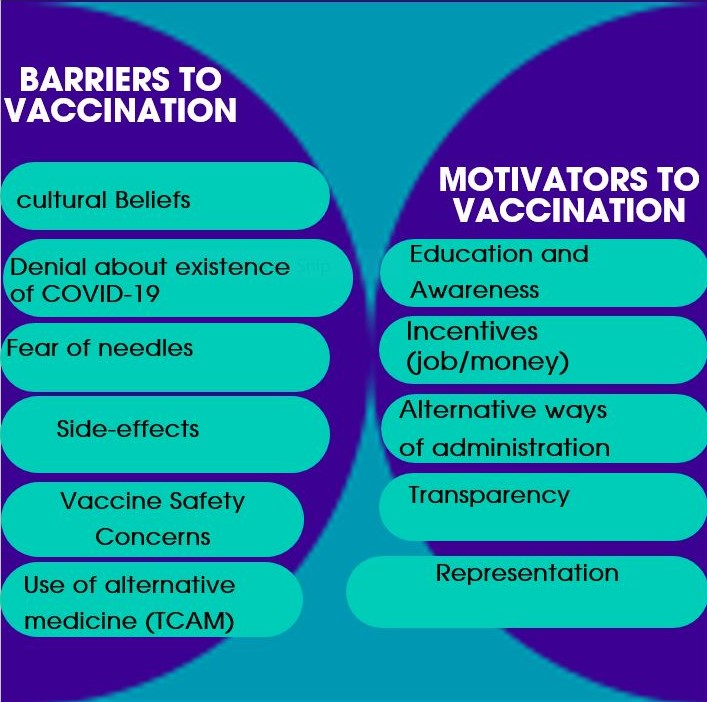 BARRIERS TO
VACCINATION
cultural Beliefs
Denial about existence
of COVID-19
Fear of needles
Side-effects
Vaccine Safety
Concerns
Use of alternative
medicine (TCAM)
MOTIVATORS TO
VACCINATION
Education and
Awareness
Incentives
(job/money)
Alternative ways
of administration
Transparency
Representation